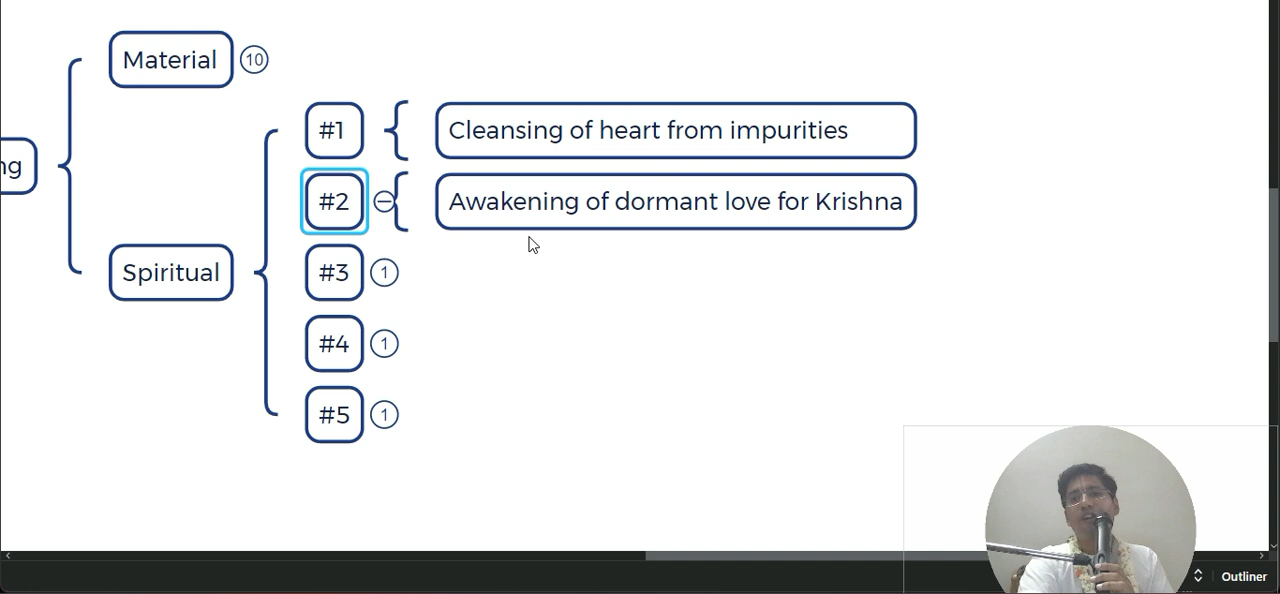 Material 10
#1 Cleansing of heart from impurities
ng
#2 Awakening of dormant love for Krishna
Spiritual
#3 1
#4 1
#5 1
Outliner